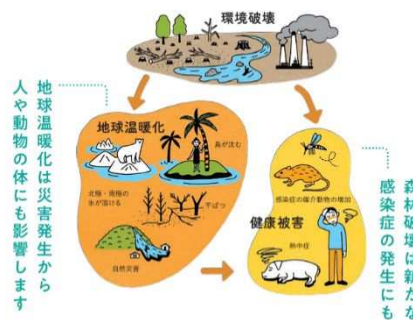 環境破壊
地球温暖化は災害発生から
人や動物の体にも影響します
地球温暖化
島が沈む
北極・南極の
氷が溶ける
干ばつ
自然災害
感染症の媒介動物の増加
健康被害
熱中症
森林破壊は新たな
感染症の発生にも